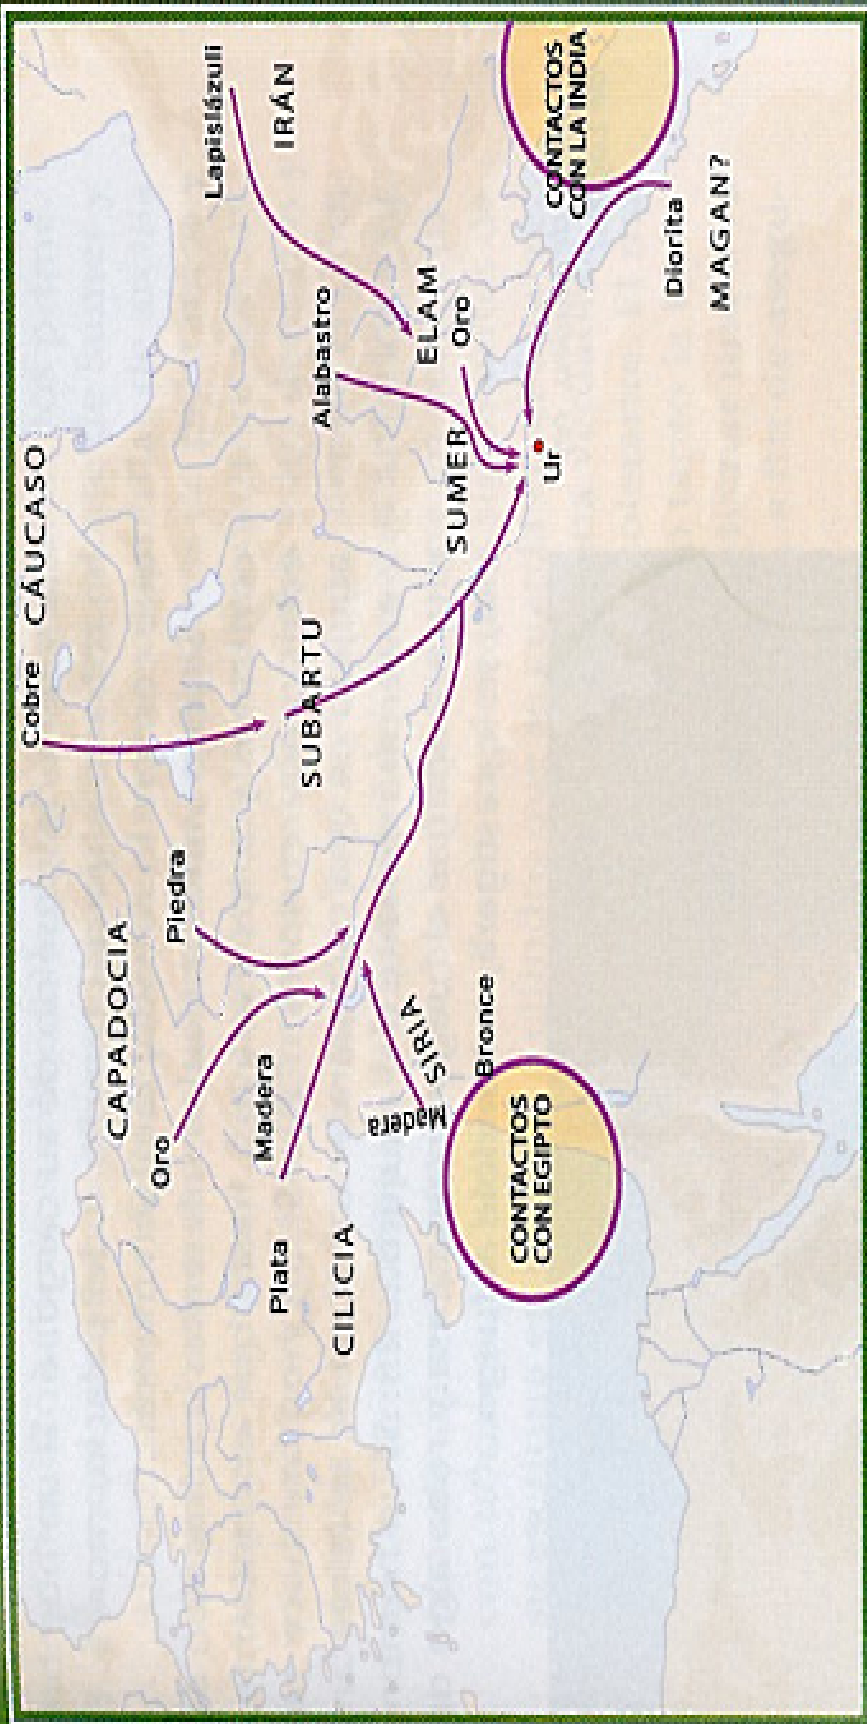 Cobre
CÁUCASO
CAPADOCIA
Piedra
Oro
Madera
Plata
CILICIA
SUBARTU
Lapislázuli
IRÁN
Alabastro
ELAM
Oro
SUMER
Ur
Madera
SIRIA
Bronce
CONTACTOS
CON EGIPTO
CONTACTOS
CON LA INDIA
Diorita
MAGAN?